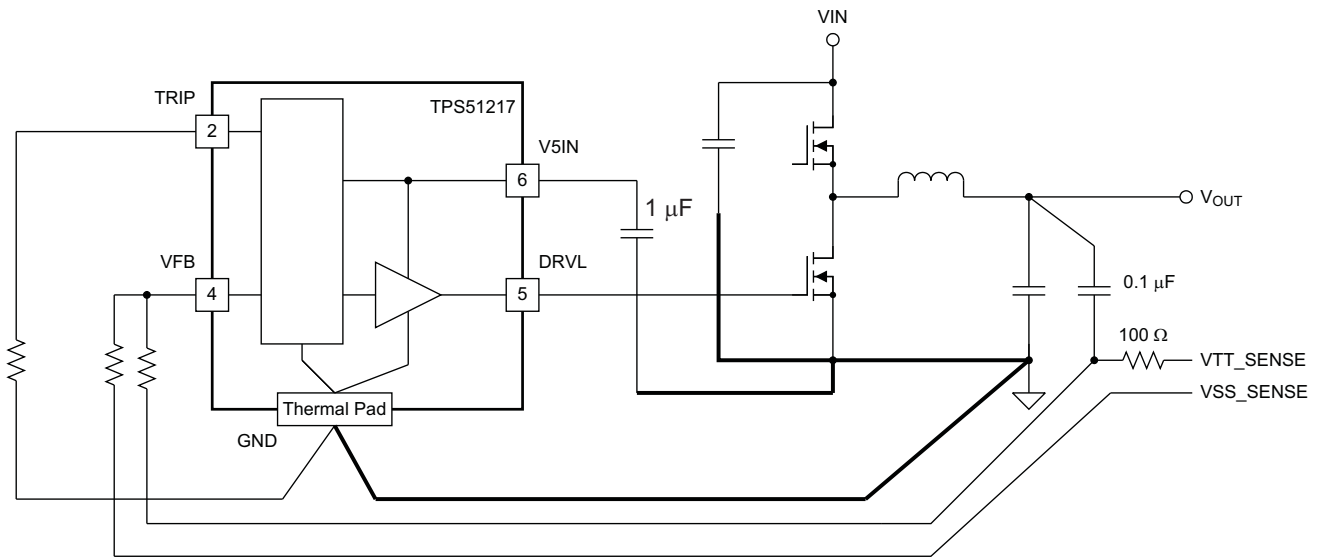 VIN
TRIP
TPS51217
2
V5IN
6
1 μF
VOUT
VFB
DRVL
4
5
0.1 μF
100 Ω
VTT_SENSE
VSS_SENSE
Thermal Pad
GND